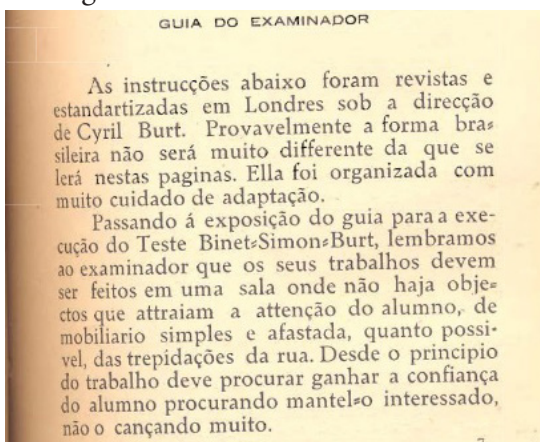 GUIA DO EXAMINADOR
As instrucções abaixo foram revistas e
estandartizadas em Londres sob a direcção
de Cyril Burt. Provavelmente a forma bra-
sileira não será muito differente da que se
lerá nestas paginas. Ella foi organizada com
muito cuidado de adaptação.
Passando á exposição do guia para a exe-
cução do Teste Binet-Simon-Burt, lembramos
ao examinador que os seus trabalhos devem
ser feitos em uma sala onde não haja obje-
ctos que attraiam a attenção do alumno, de
mobiliario simples e afastada, quanto possi-
vel, das trepidações da rua. Desde o principio
do trabalho deve procurar ganhar a confiança
do alumno procurando mantel-o interessado,
não o cançando muito.